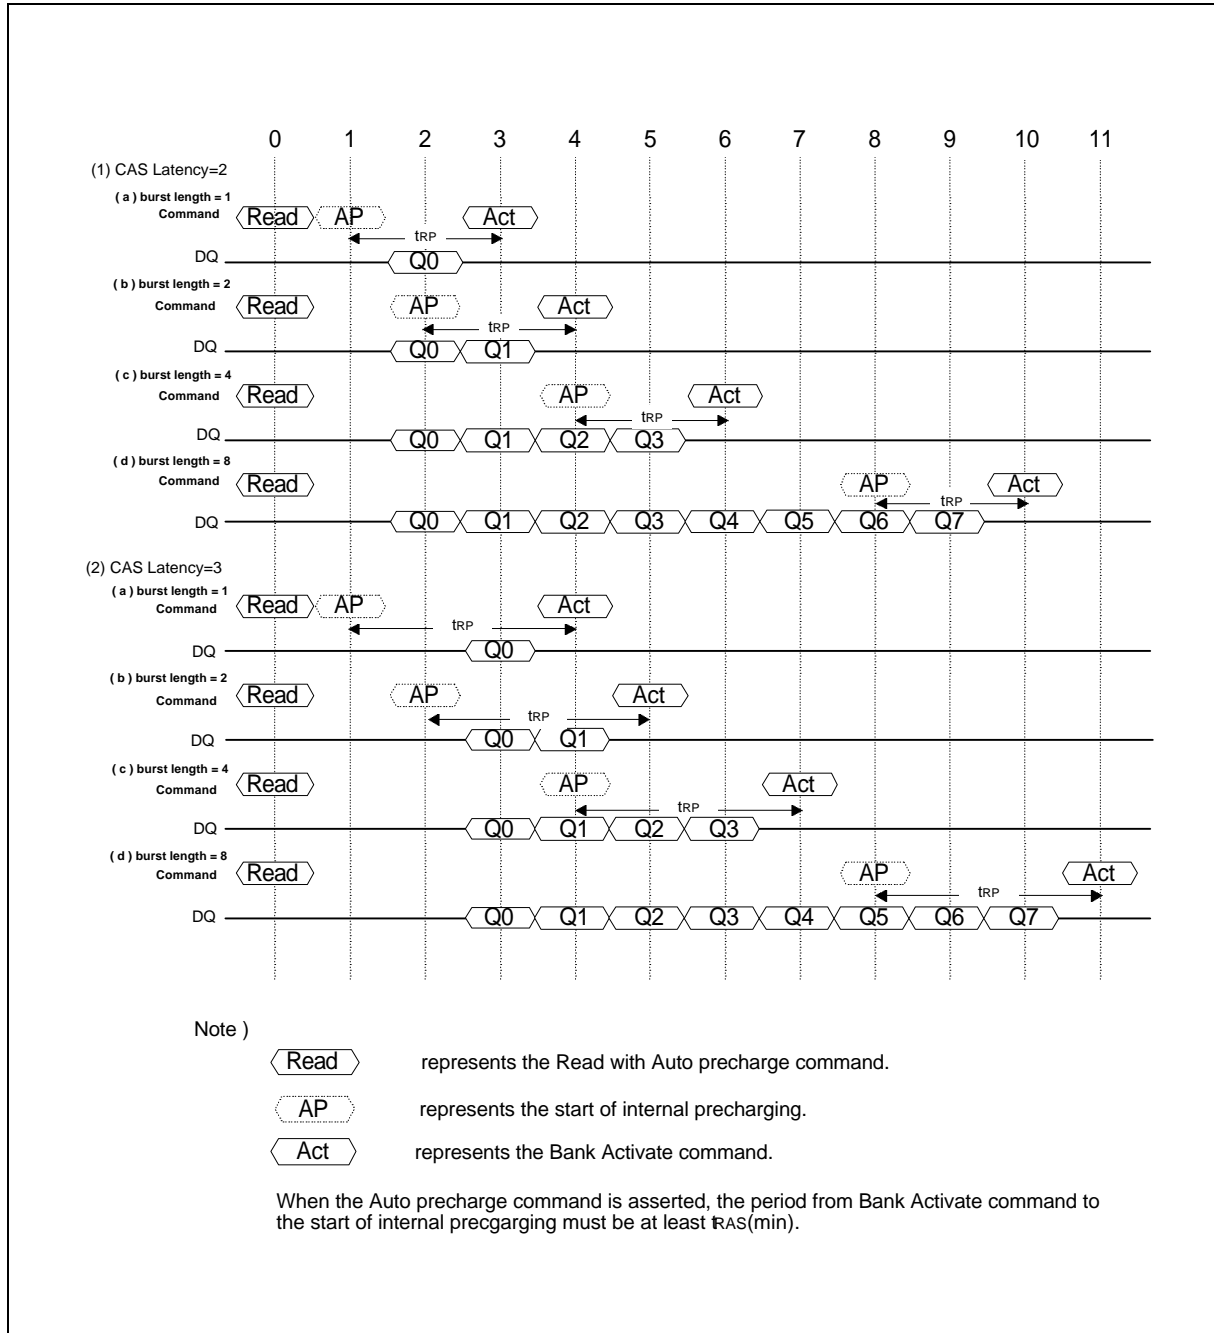 0 1 2 3 4 5 6 7 8 9 10 11
(1) CAS Latency=2
( a ) burst length = 1
Command Read AP Act
tRP
DQ Q0
( b ) burst length = 2
Command Read AP Act
tRP
DQ Q0 Q1
( c ) burst length = 4
Command Read AP Act
tRP
DQ Q0 Q1 Q2 Q3
( d ) burst length = 8
Command Read AP Act
tRP
DQ Q0 Q1 Q2 Q3 Q4 Q5 Q6 Q7
(2) CAS Latency=3
( a ) burst length = 1
Command Read AP Act
tRP
DQ Q0
( b ) burst length = 2
Command Read AP Act
tRP
DQ Q0 Q1
( c ) burst length = 4
Command Read AP Act
tRP
DQ Q0 Q1 Q2 Q3
( d ) burst length = 8
Command Read AP Act
tRP
DQ Q0 Q1 Q2 Q3 Q4 Q5 Q6 Q7
Note )
Read represents the Read with Auto precharge command.
AP represents the start of internal precharging.
Act represents the Bank Activate command.
When the Auto precharge command is asserted, the period from Bank Activate command to
the start of internal precgarging must be at least tRAS(min).